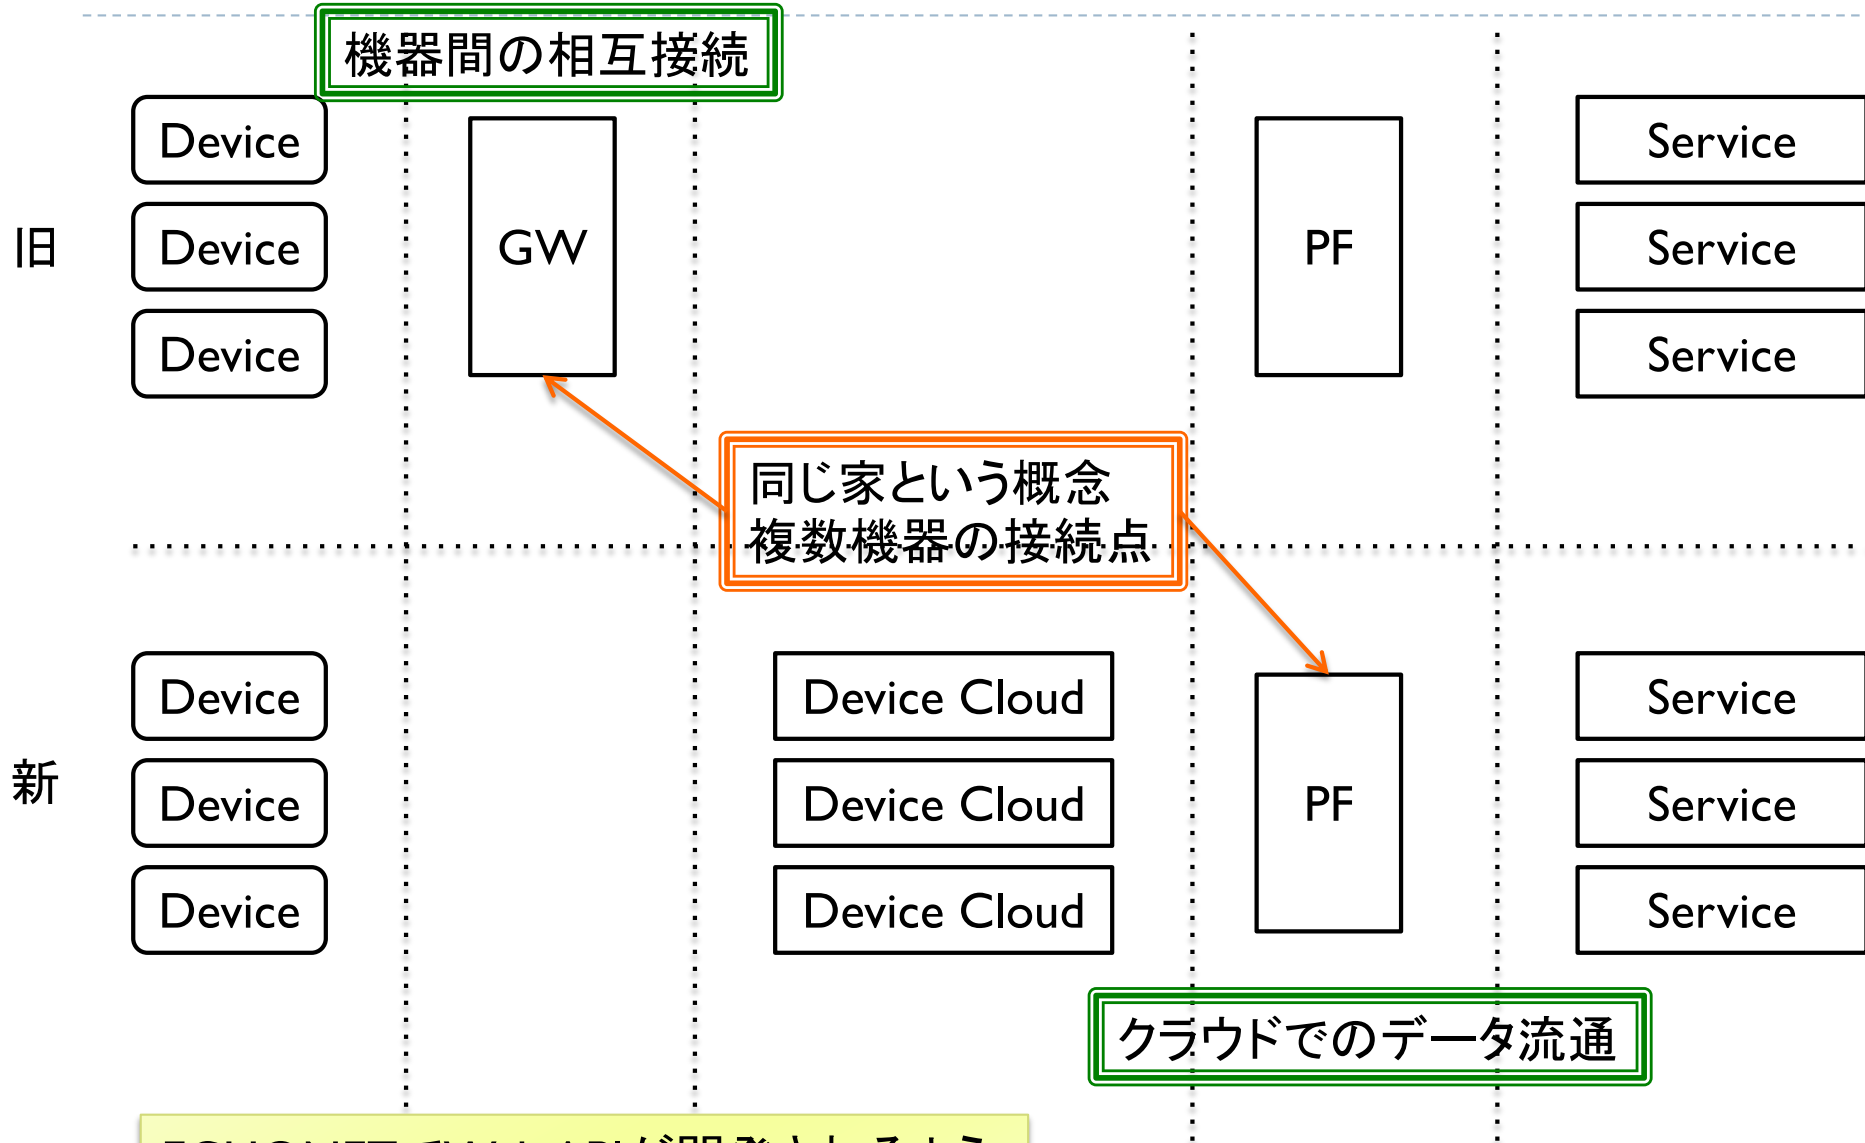 機器間の相互接続
Device
GW
PF
Service
旧
Device
Service
Device
Service
同じ家という概念
複数機器の接続点
Device
Device Cloud
Service
新
Device
Device Cloud
PF
Service
Device
Device Cloud
Service
クラウドでのデータ流通